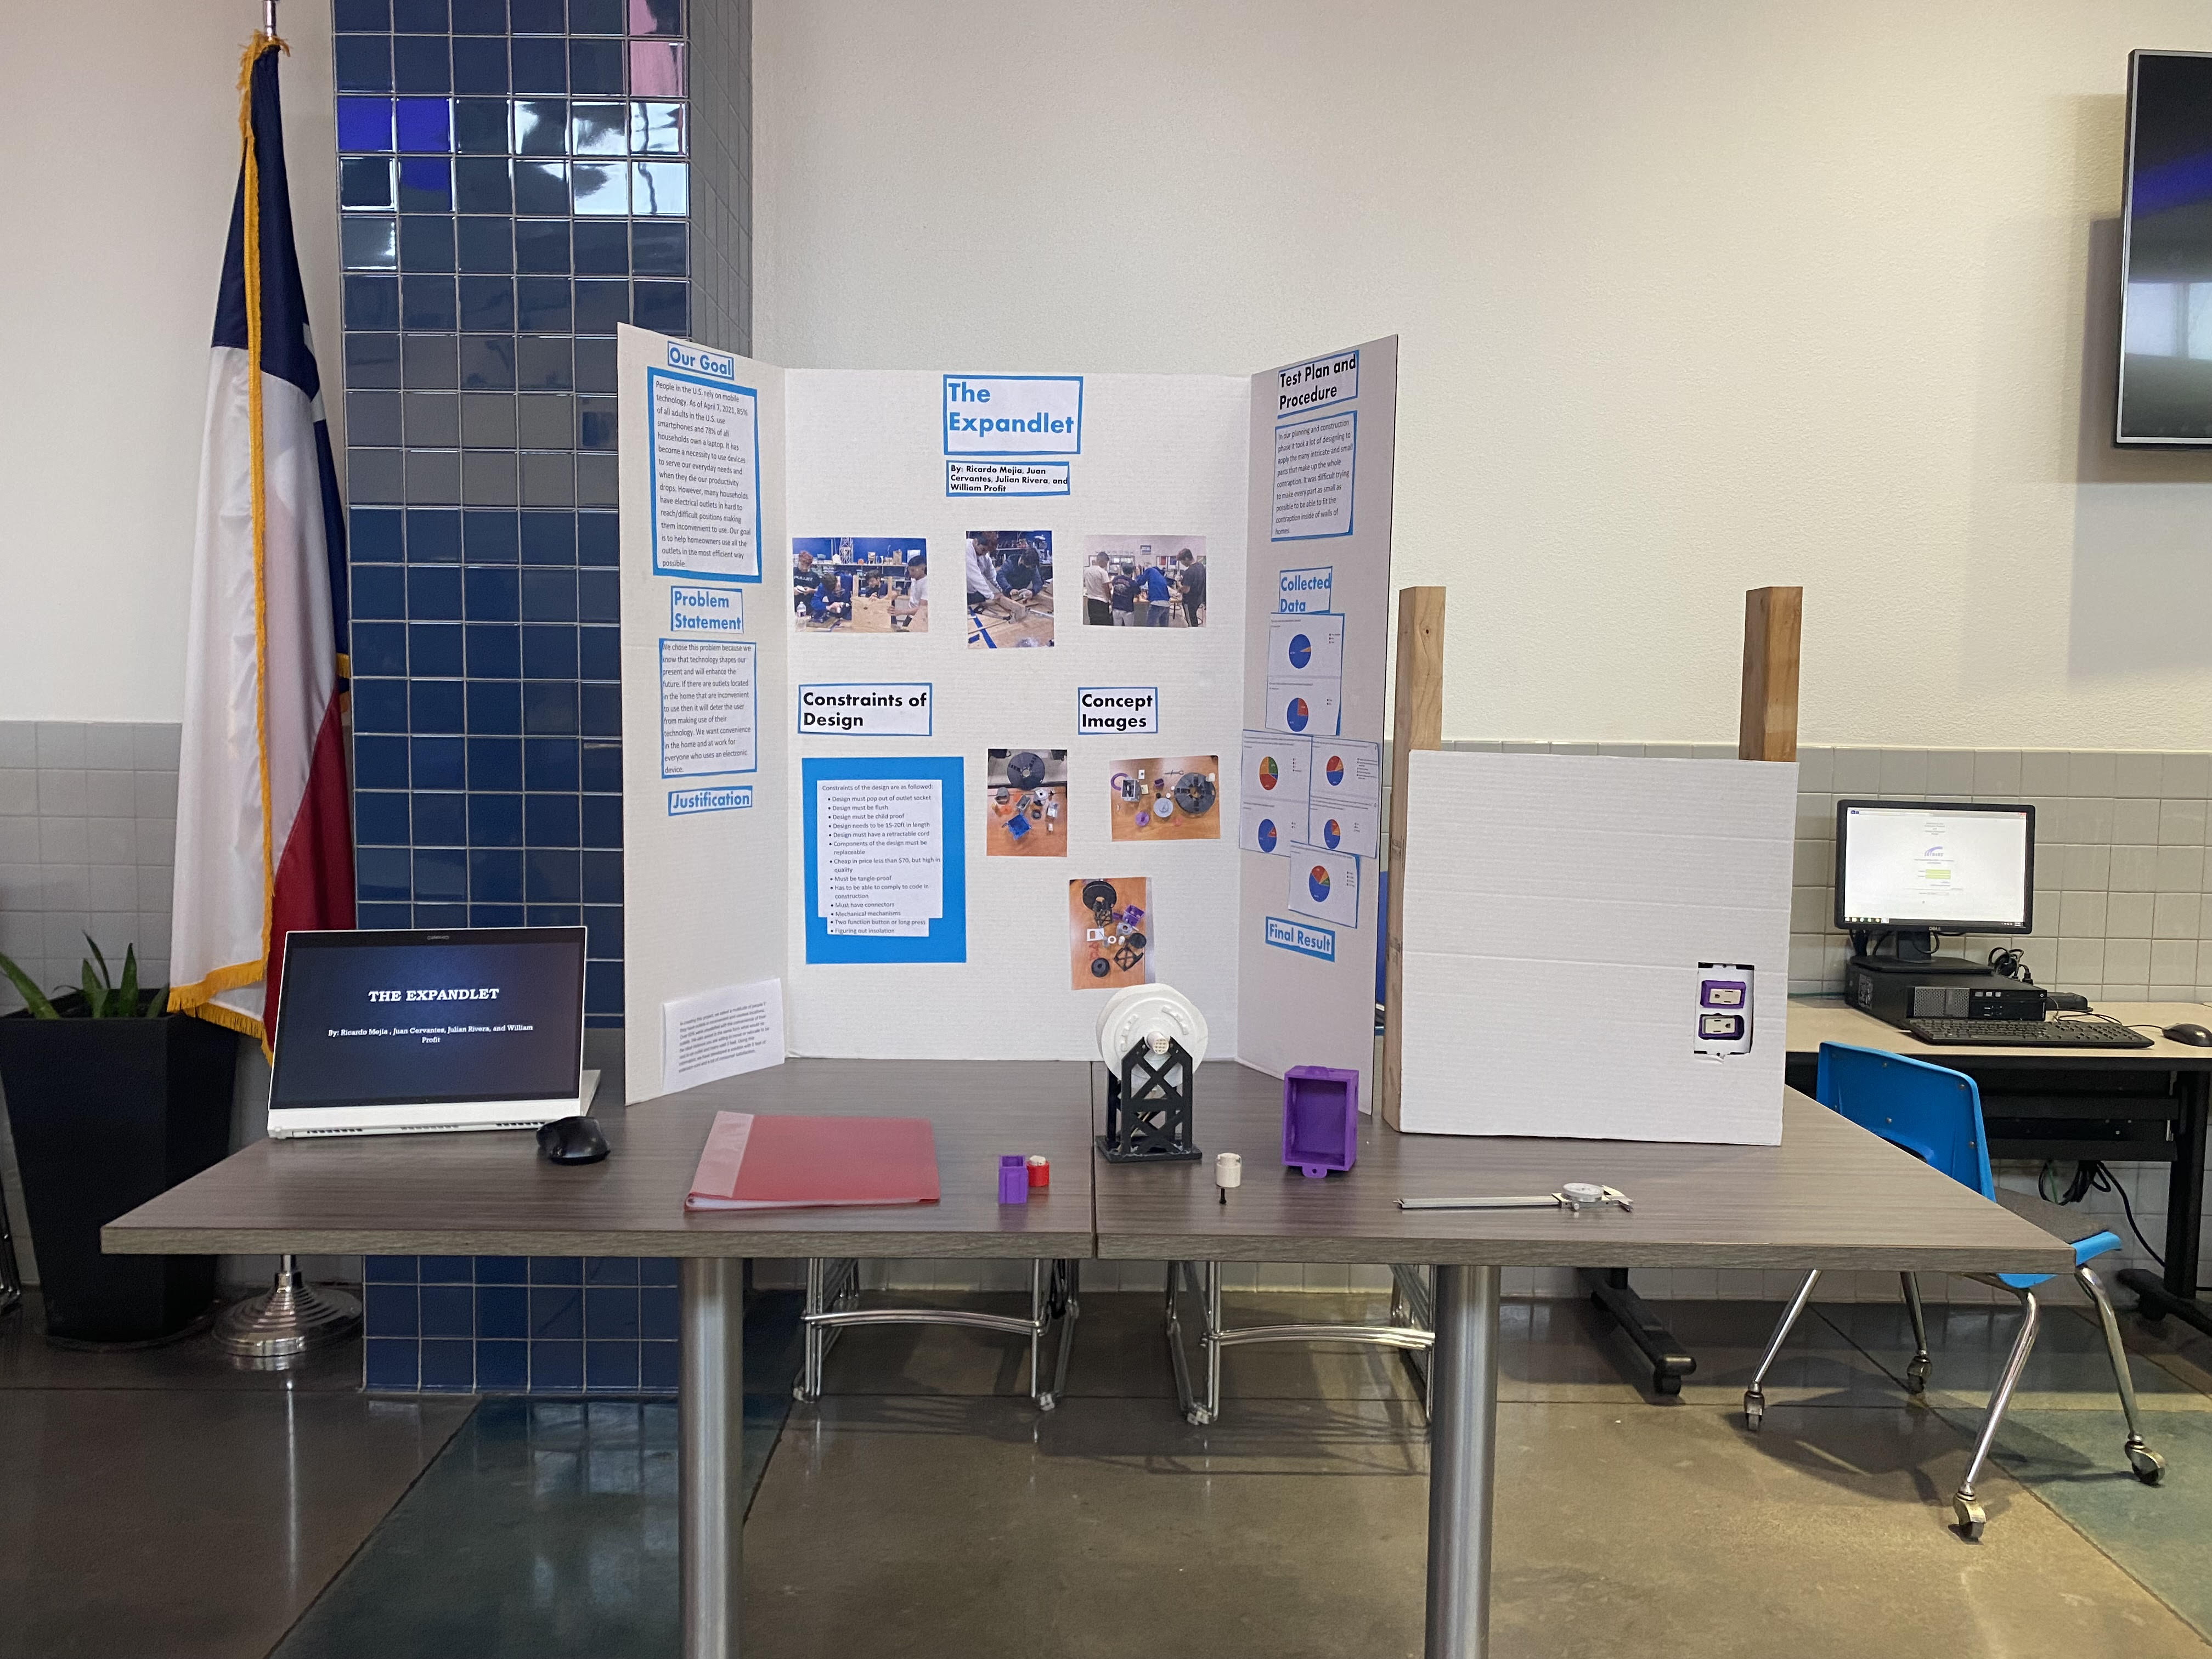 Our Goal
People in the U.S. rely on mobile
technology. As of April 7, 2021, 85%
of all adults in the U.S. use
smartphones and 78% of all
households own a laptop. It has
become a necessity to use devices
to serve our everyday needs and
when they die our productivity
drops. However, many households
have electrical outlets in hard to
reach/difficult positions making
them inconvenient to use. Our goal
is to help homeowners use all the
outlets in the most efficient way
possible.
Problem
Statement
We chose this problem because we
know that technology shapes our
present and will enhance the
future. If there are outlets located
in the home that are inconvenient
to use then it will deter the user
from making use of their
technology. We want convenience
in the home and at work for
everyone who uses an electronic
device.
Justification
The
Expandlet
By: Ricardo Mejia, Juan
Cervantes, Julian Rivera, and
William Profit
Constraints of
Design
Constraints of the design are as followed:
• Design must pop out of outlet socket
• Design must be flush
• Design must be child proof
• Design needs to be 15-20ft in length
• Design must have a retractable cord
• Components of the design must be
replaceable
• Cheap in price less than $70, but high in
quality
• Must be tangle-proof
• Has to be able to comply to code in
construction
• Must have connectors
• Mechanical mechanisms
• Two function button or long press
• Figuring out insolation
Concept
Images
Test Plan and
Procedure
In our planning and construction
phase it took a lot of designing to
apply the many intricate and small
parts that make up the whole
contraption. It was difficult trying
to make every part as small as
possible to be able to fit the
contraption inside of walls of
homes.
Collected
Data
Final Result
THE EXPANDLET
By: Ricardo Mejia , Juan Cervantes, Julian Rivera, and William
Profit
DELL